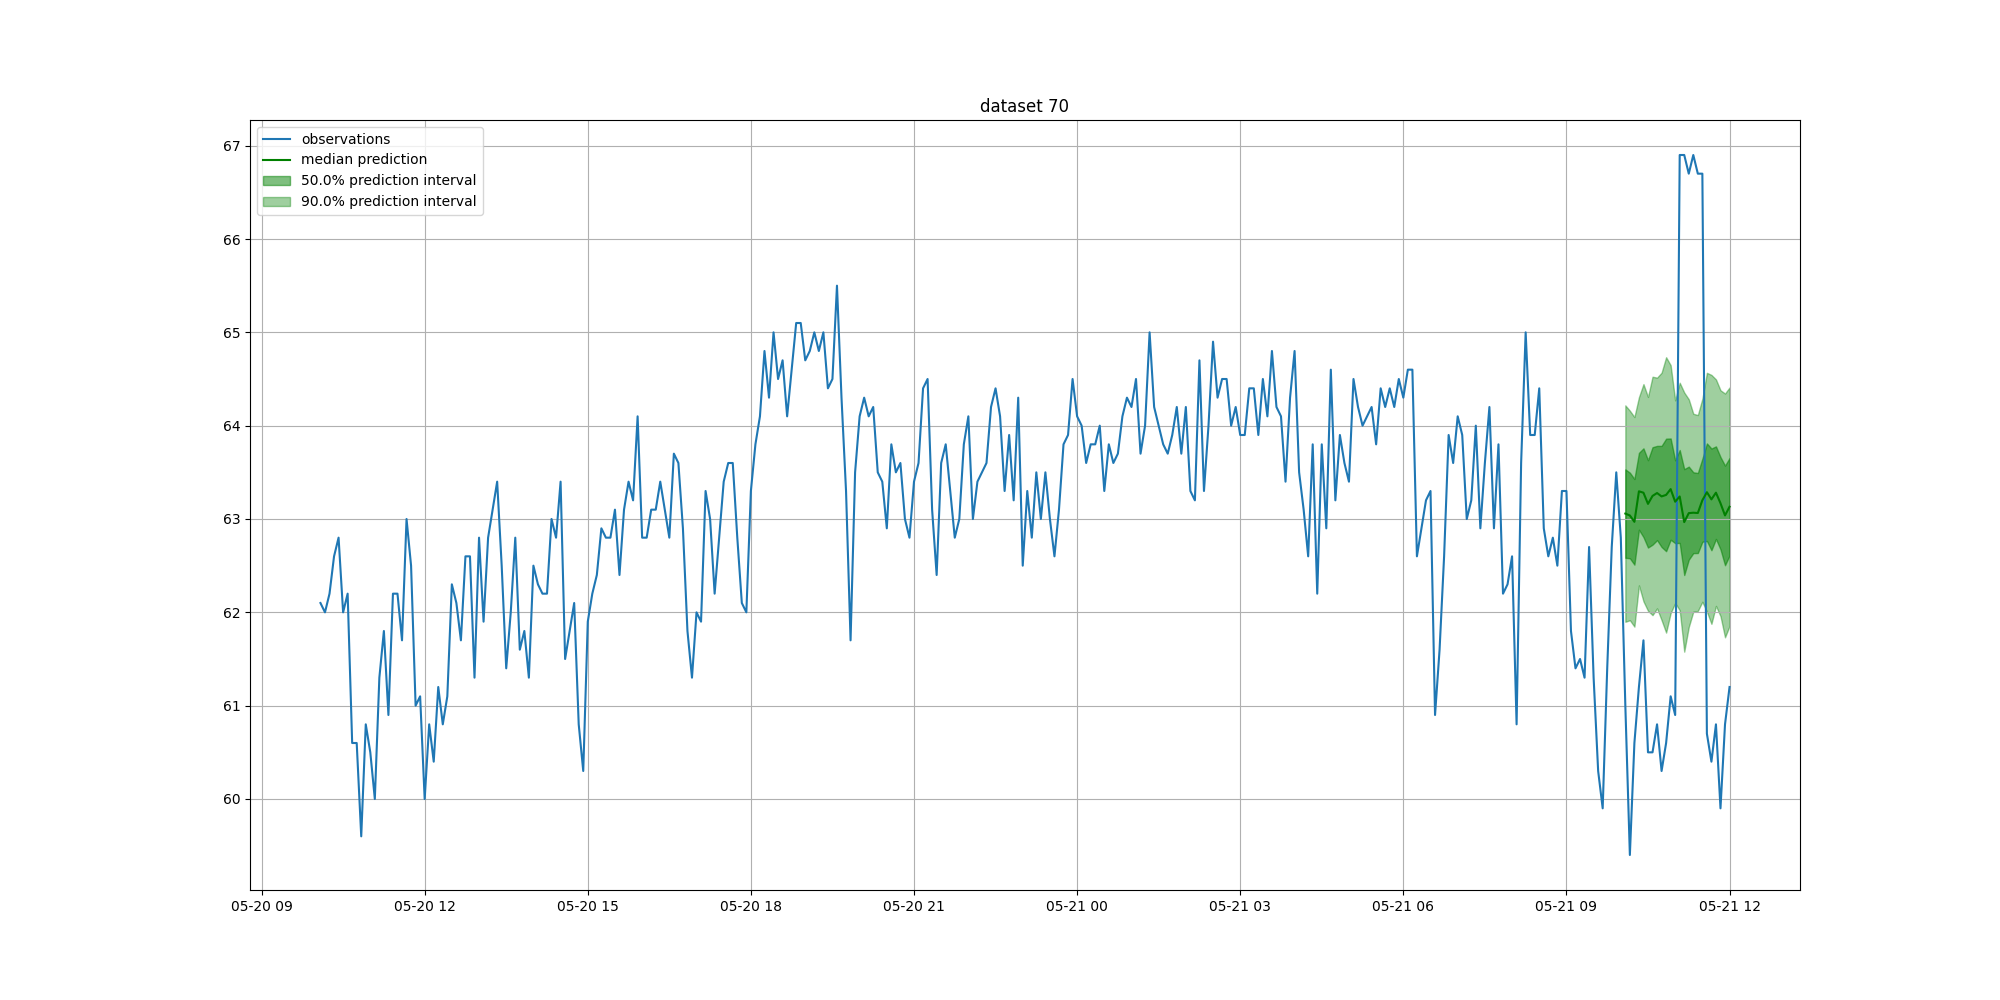 dataset 70
observations
median prediction
50.0% prediction interval
90.0% prediction interval
67
66
65
64
63
62
61
60
05-20 09 05-20 12 05-20 15 05-20 18 05-20 21 05-21 00 05-21 03 05-21 06 05-21 09 05-21 12